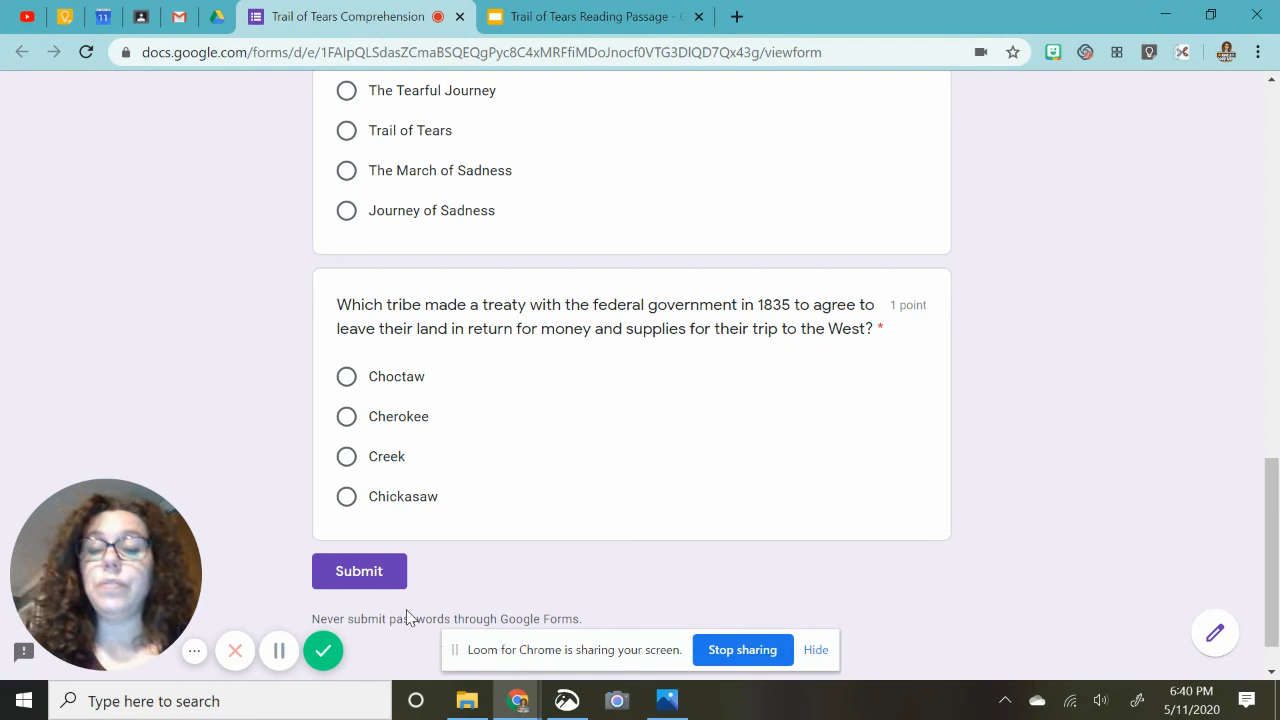 Trail of Tears Comprehension
Trail of Tears Reading Passage - G
11
docs.google.com/forms/d/e/1FAIpQLSdasZCmaBSQEQgPyc8C4xMRFfiMDoJnocf0VTG3DlQD7Qx43g/viewform
The Tearful Journey
Trail of Tears
The March of Sadness
Journey of Sadness
Which tribe made a treaty with the federal government in 1835 to agree to
1 point
leave their land in return for money and supplies for their trip to the West? *
Choctaw
Cherokee
Creek
Chickasaw
Submit
Never submit passwords through Google Forms.
Loom for Chrome is sharing your screen.
Stop sharing
Hide
Type here to search
6:40 PM
5/11/2020